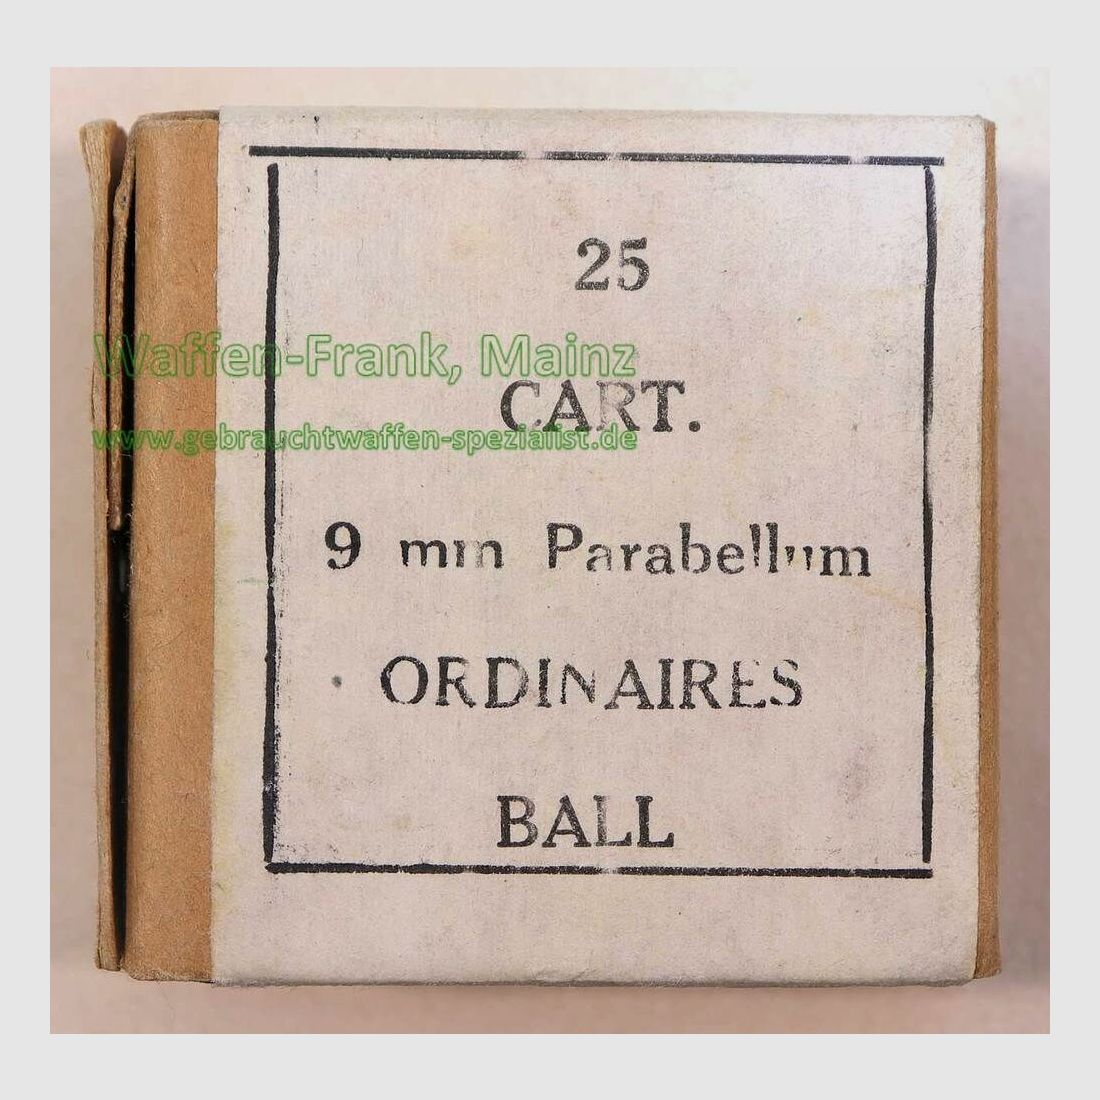 25
Waffen-Frank, Mainz
CART.
www.gebrauchtwaffen-spezialist.de
9 mm Parabellum
ORDINAIRES
BALL